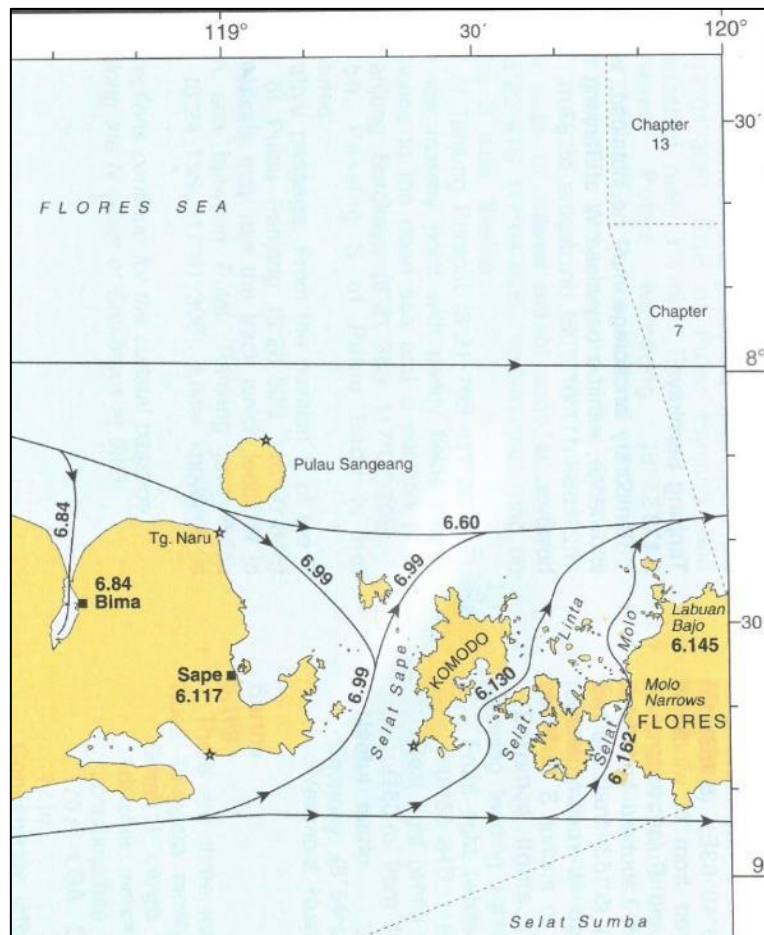 119°
30′
120°
30′
Chapter
13
FLORES SEA
Chapter
7
8°
Pulau Sangeang
6.84
Tg. Naru
6.60
6.99
6.99
6.84
Bima
Linta
Molo
Labuan
Bajo
6.145
30′
KOMODO
Sape
6.117
6.99
Selat Sape
6.130
Selat
Selat
Molo
Narrows
FLORES
6.162
9°
Selat Sumba